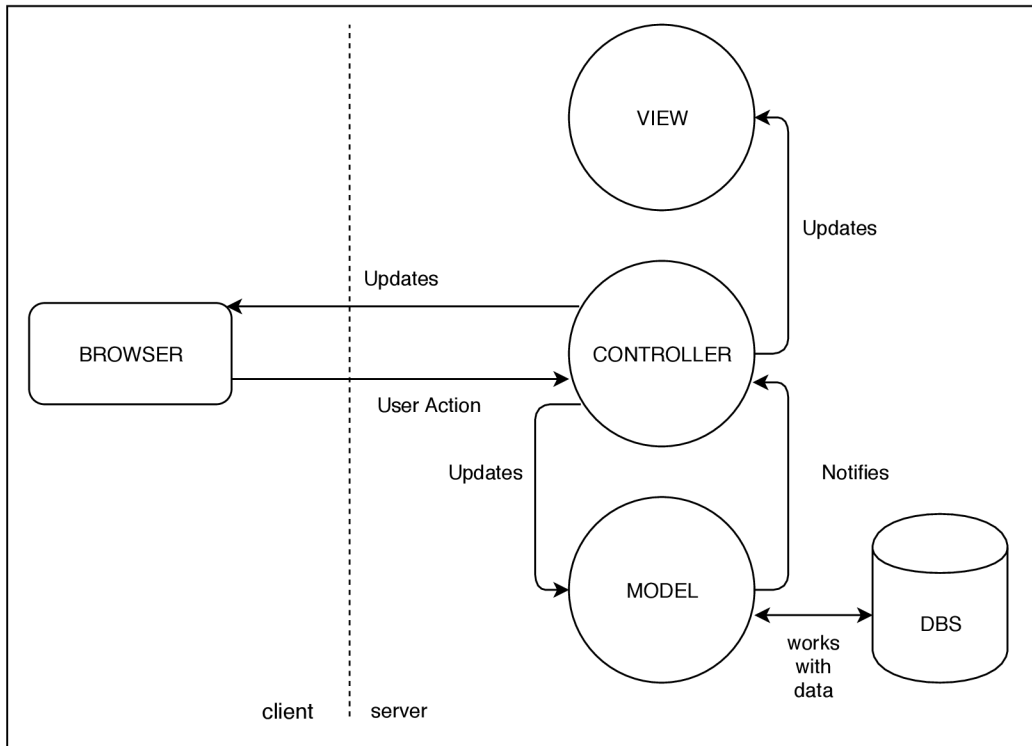 VIEW
Updates
Updates
BROWSER
CONTROLLER
User Action
Updates
Notifies
MODEL
DBS
works
with
data
client
server